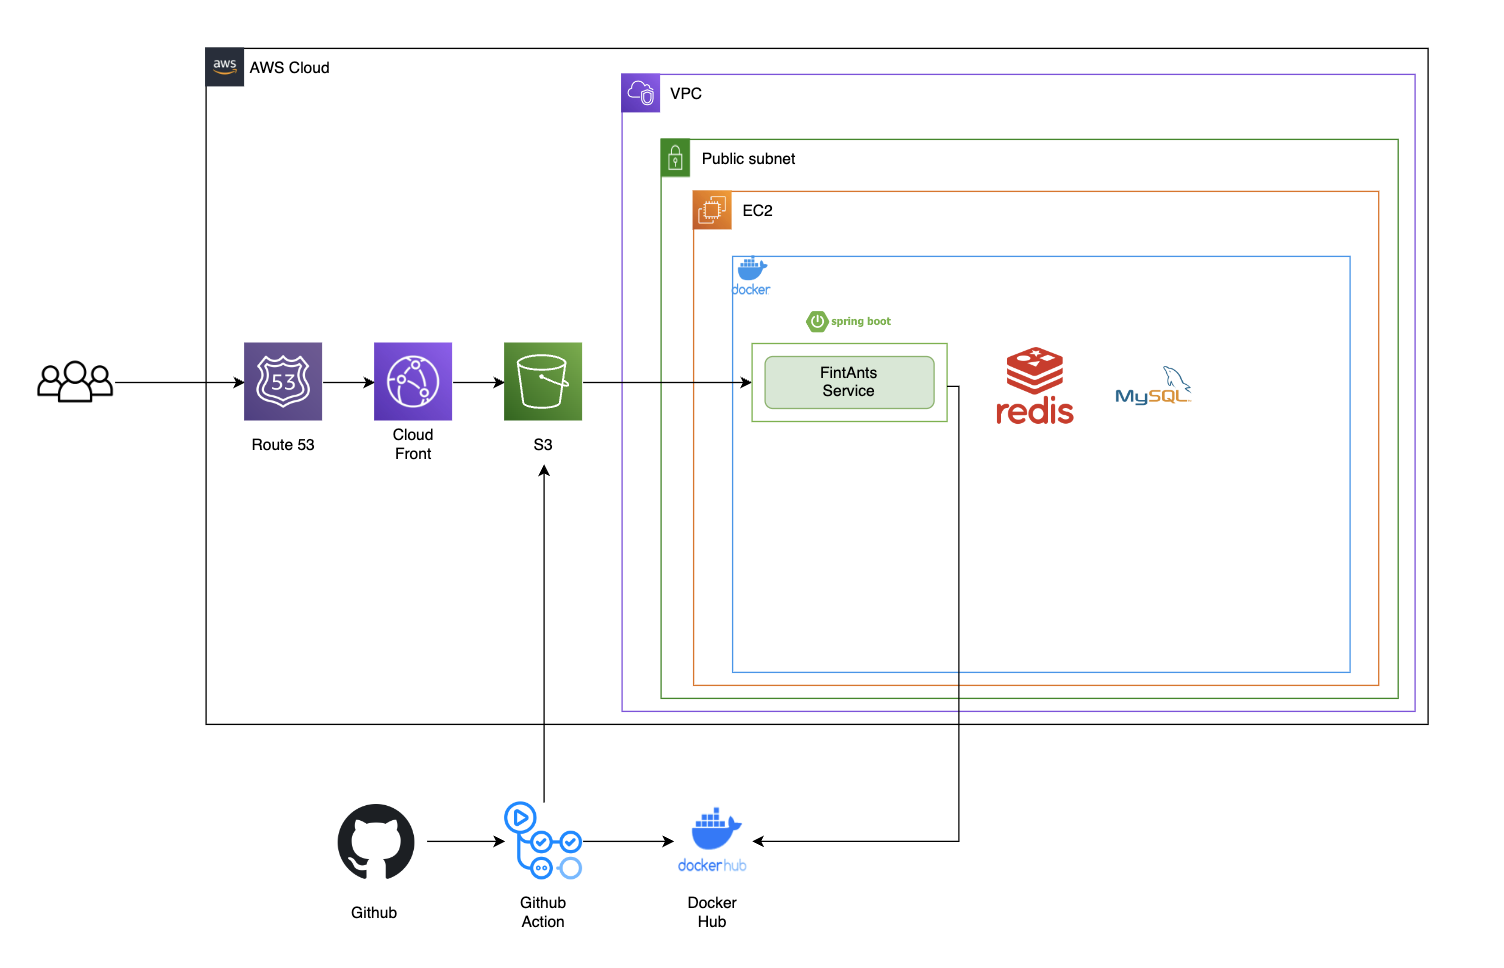 aws
AWS Cloud
VPC
Public subnet
EC2
docker
spring boot
FintAnts
Service
redis
MySQL
53
Route 53
Cloud
Front
S3
Github
Github
Action
dockerhub
Docker
Hub